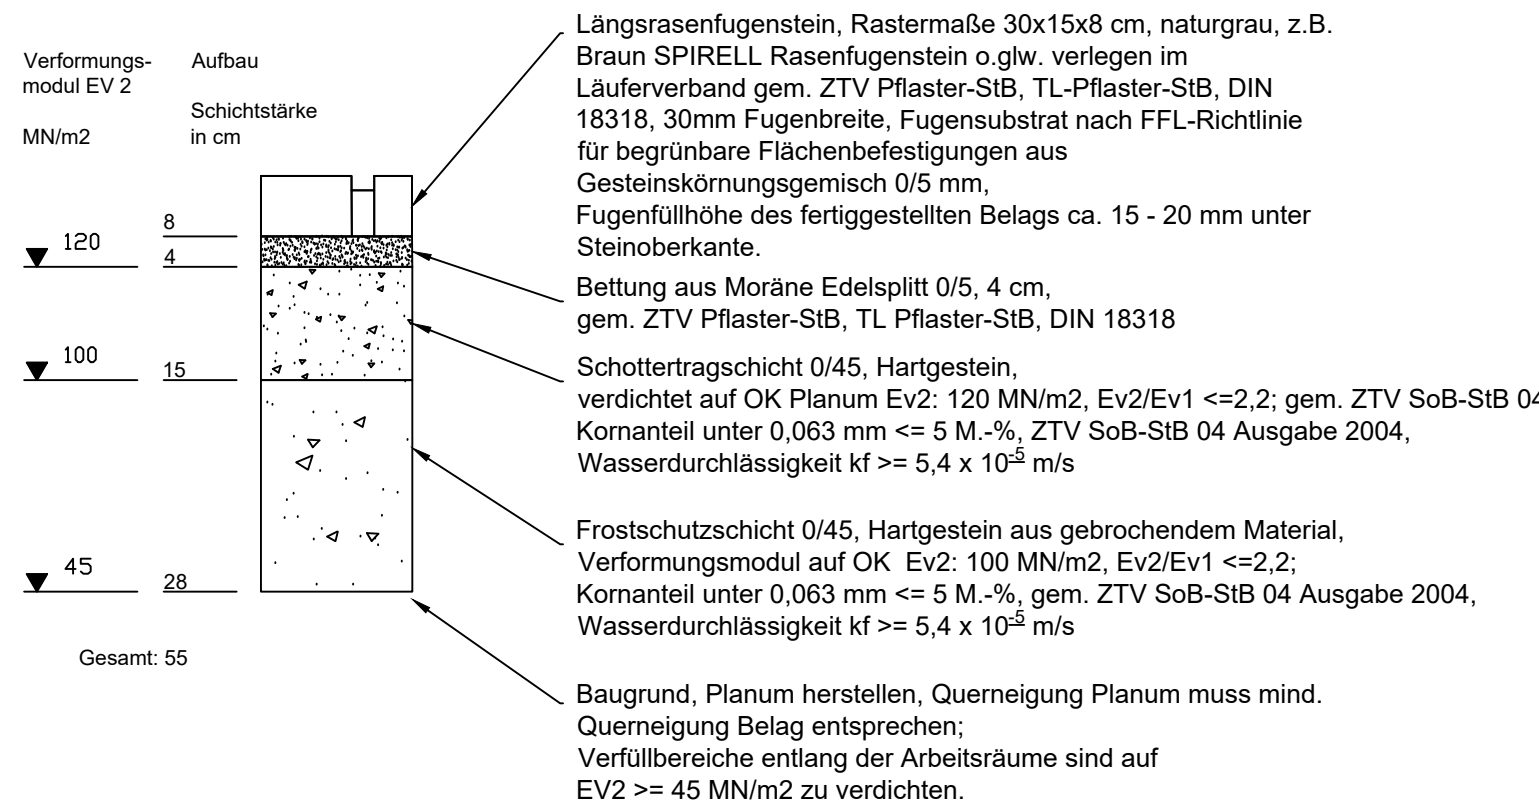 Verformungs-
modul EV 2
MN/m2
Aufbau
Schichtstärke
in cm
120
100
45
8
4
15
28
Gesamt: 55
Längsrasenfugenstein, Rastermaße 30x15x8 cm, naturgrau, z.B.
Braun SPIRELL Rasenfugenstein o.glw. verlegen im
Läuferverband gem. ZTV Pflaster-StB, TL-Pflaster-StB, DIN
18318, 30mm Fugenbreite, Fugensubstrat nach FFL-Richtlinie
für begrünbare Flächenbefestigungen aus
Gesteinskörnungsgemisch 0/5 mm,
Fugenfüllhöhe des fertiggestellten Belags ca. 15 - 20 mm unter
Steinoberkante.
Bettung aus Moräne Edelsplitt 0/5, 4 cm,
gem. ZTV Pflaster-StB, TL Pflaster-StB, DIN 18318
Schottertragschicht 0/45, Hartgestein,
verdichtet auf OK Planum Ev2: 120 MN/m2, Ev2/Ev1 <=2,2; gem. ZTV SoB-StB 04
Kornanteil unter 0,063 mm <= 5 M.-%, ZTV SoB-StB 04 Ausgabe 2004,
Wasserdurchlässigkeit kf >= 5,4 x 10⁻⁵ m/s
Frostschutzschicht 0/45, Hartgestein aus gebrochendem Material,
Verformungsmodul auf OK Ev2: 100 MN/m2, Ev2/Ev1 <=2,2;
Kornanteil unter 0,063 mm <= 5 M.-%, gem. ZTV SoB-StB 04 Ausgabe 2004,
Wasserdurchlässigkeit kf >= 5,4 x 10⁻⁵ m/s
Baugrund, Planum herstellen, Querneigung Planum muss mind.
Querneigung Belag entsprechen;
Verfüllbereiche entlang der Arbeitsräume sind auf
EV2 >= 45 MN/m2 zu verdichten.